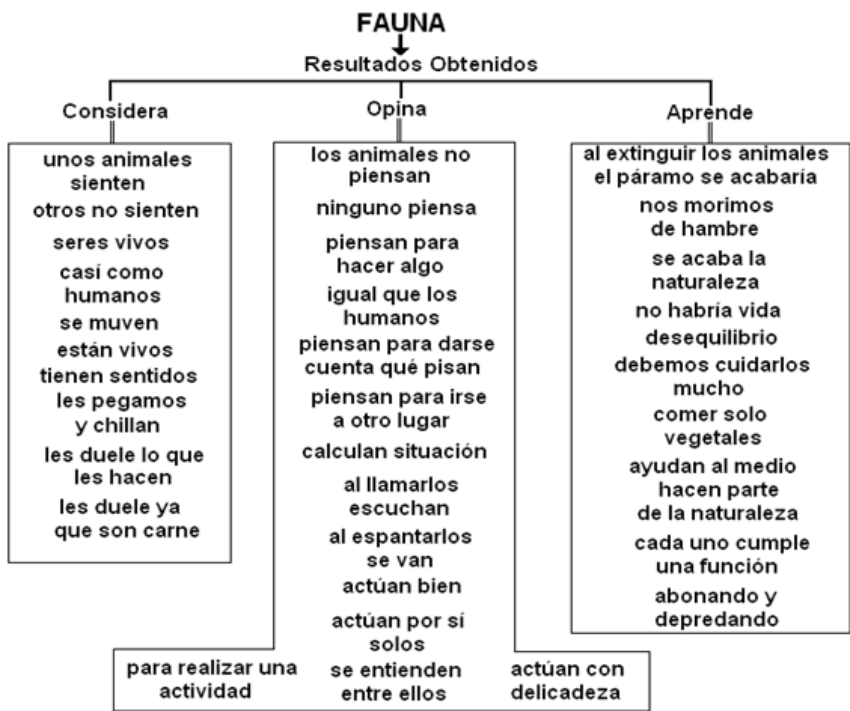 FAUNA
Resultados Obtenidos
Considera
unos animales
sienten
otros no sienten
seres vivos
casí como
humanos
se muven
están vivos
tienen sentidos
les pegamos
y chillan
les duele lo que
les hacen
les duele ya
que son carne
Opina
los animales no
piensan
ninguno piensa
piensan para
hacer algo
igual que los
humanos
piensan para darse
cuenta qué pisan
piensan para irse
a otro lugar
calculan situación
al llamarlos
escuchan
al espantarlos
se van
actúan bien
actúan por sí
solos
para realizar una
actividad
se entienden
entre ellos
actúan con
delicadeza
Aprende
al extinguir los animales
el páramo se acabaría
nos morimos
de hambre
se acaba la
naturaleza
no habría vida
desequilibrio
debemos cuidarlos
mucho
comer solo
vegetales
ayudan al medio
hacen parte
de la naturaleza
cada uno cumple
una función
abonando y
depredando